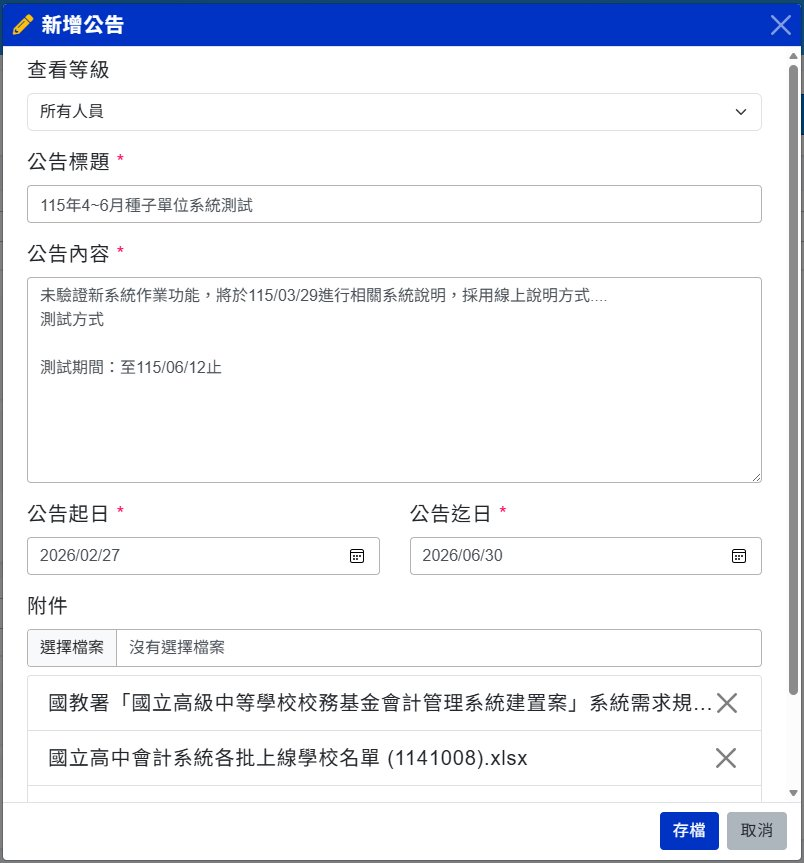 新增公告
查看等級
所有人員
公告標題 *
115年4~6月種子單位系統測試
公告內容 *
未驗證新系統作業功能，將於115/03/29進行相關系統說明，採用線上說明方式....
測試方式
測試期間：至115/06/12止
公告起日 *
公告迄日 *
2026/02/27
2026/06/30
附件
選擇檔案
沒有選擇檔案
國教署「國立高級中等學校校務基金會計管理系統建置案」系統需求規...
國立高中會計系統各批上線學校名單 (1141008).xlsx
存檔
取消